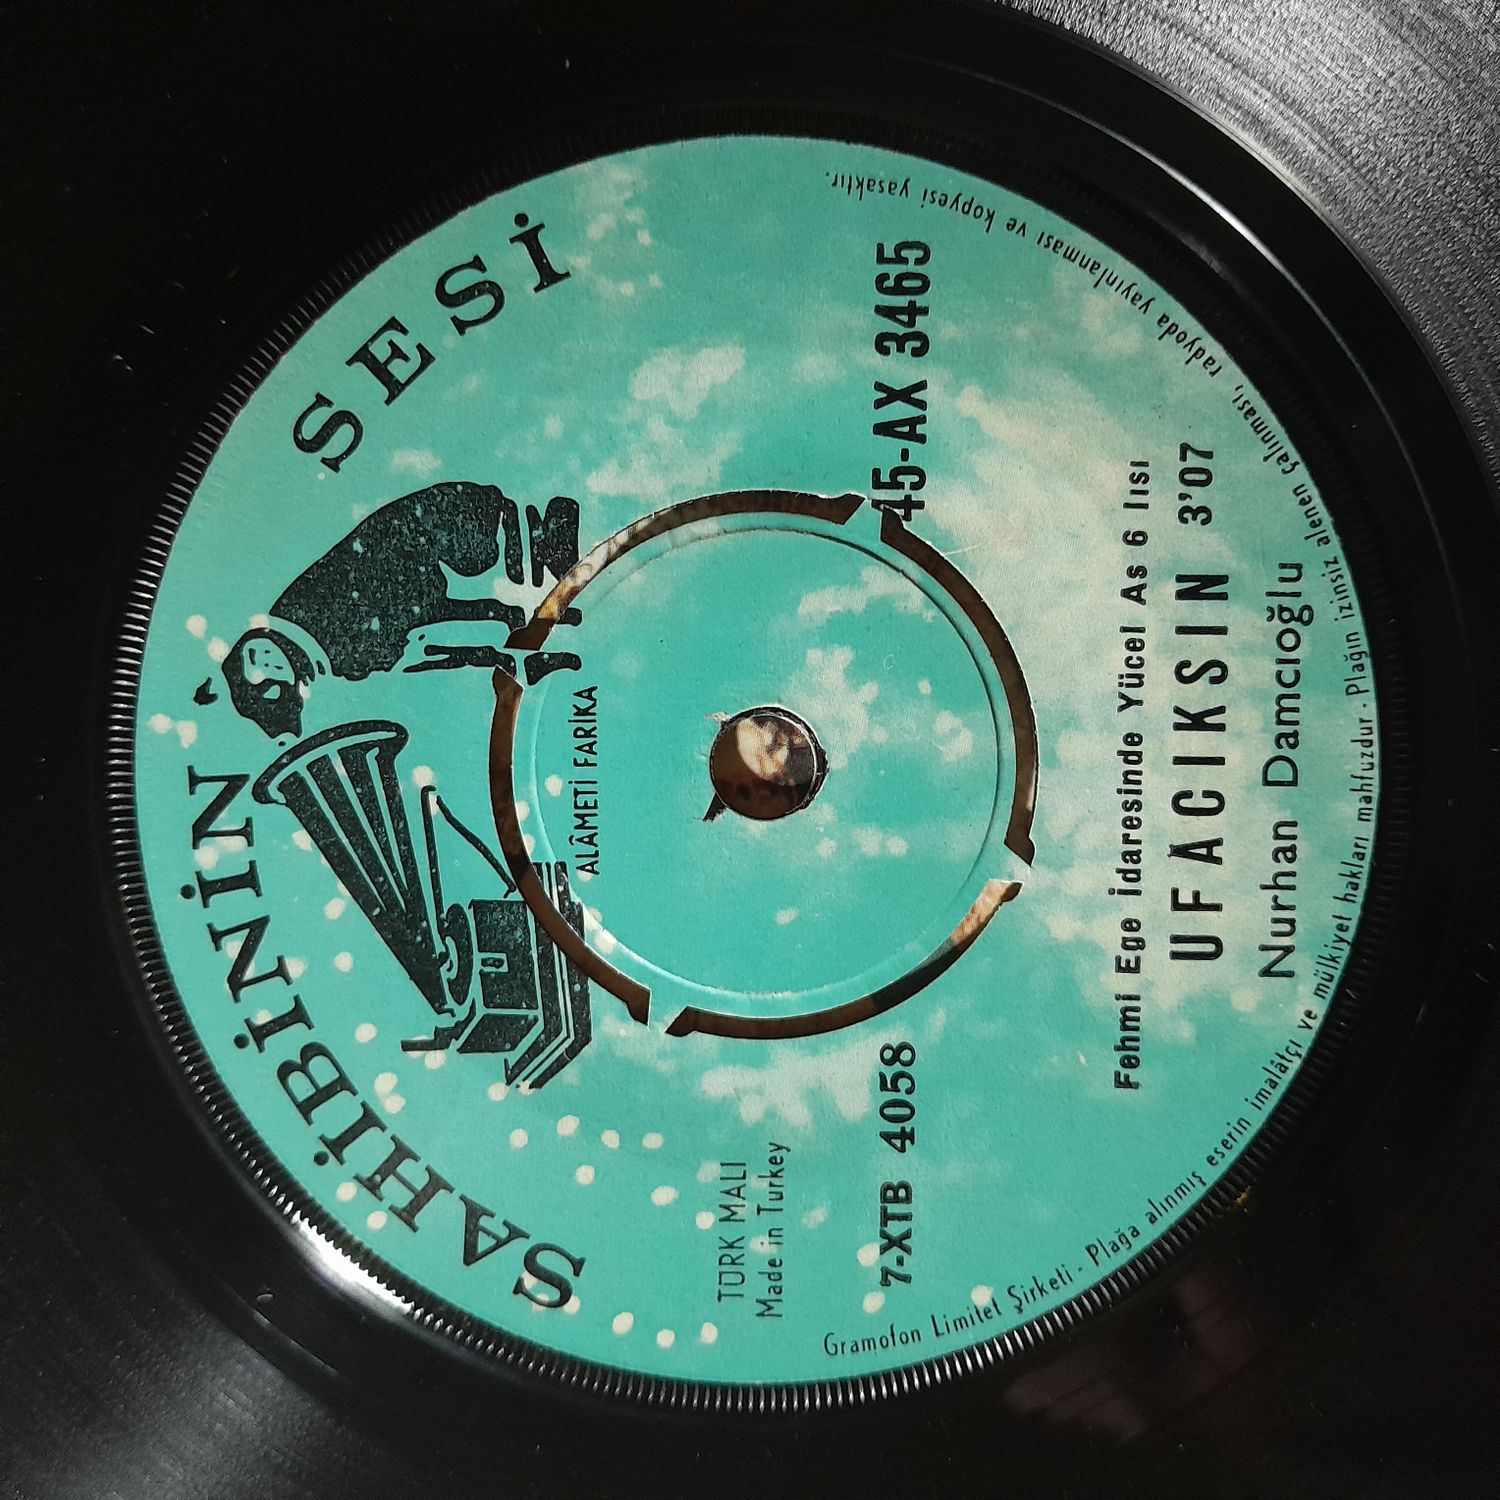 SAHİBİNİN SESİ
ALÂMETİ FARİKA
TÜRK MALI
Made in Turkey
7-XTB 4058
45-AX 3465
Fehmi Ege idaresinde Yücel As 6 lısı
UFACIKSIN 3'07
Nurhan Damcıoğlu
Gramofon Limitet Şirketi - Plağa alınmış eserin imalâtçı ve mülkiyet hakları mahfuzdur - Plağın izinsiz alenen çalınması, radyoda yayınlanması ve kopyesi yasaktır.